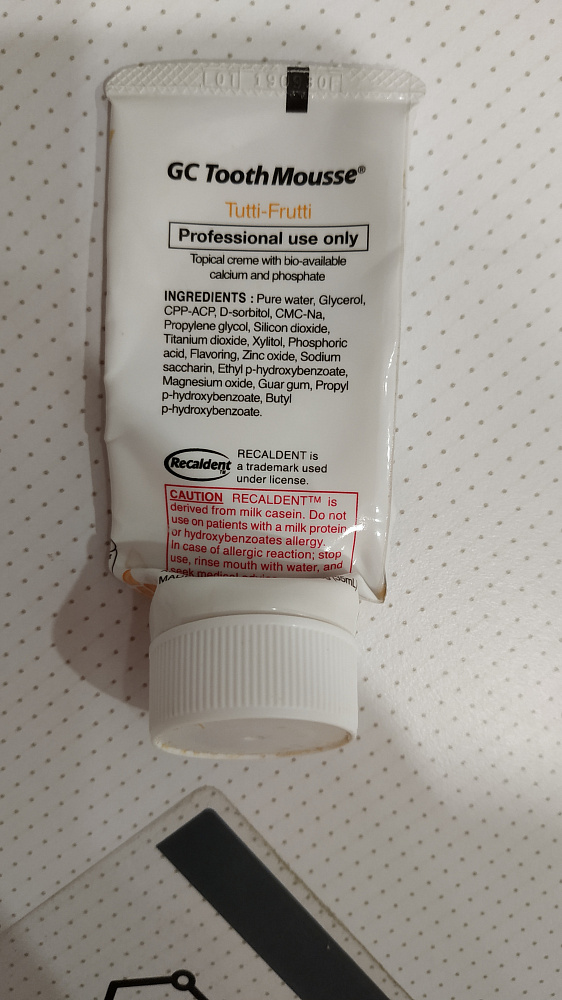 GC Tooth Mousse®
Tutti-Frutti
Professional use only
Topical creme with bio-available
calcium and phosphate
INGREDIENTS : Pure water, Glycerol,
CPP-ACP, D-sorbitol, CMC-Na,
Propylene glycol, Silicon dioxide,
Titanium dioxide, Xylitol, Phosphoric
acid, Flavoring, Zinc oxide, Sodium
saccharin, Ethyl p-hydroxybenzoate,
Magnesium oxide, Guar gum, Propyl
p-hydroxybenzoate, Butyl
p-hydroxybenzoate.
Recaldent™
RECALDENT is
a trademark used
under license.
CAUTION RECALDENT™ is
derived from milk casein. Do not
use on patients with a milk protein
or hydroxybenzoates allergy.
In case of allergic reaction; stop
use, rinse mouth with water, and
seek medical